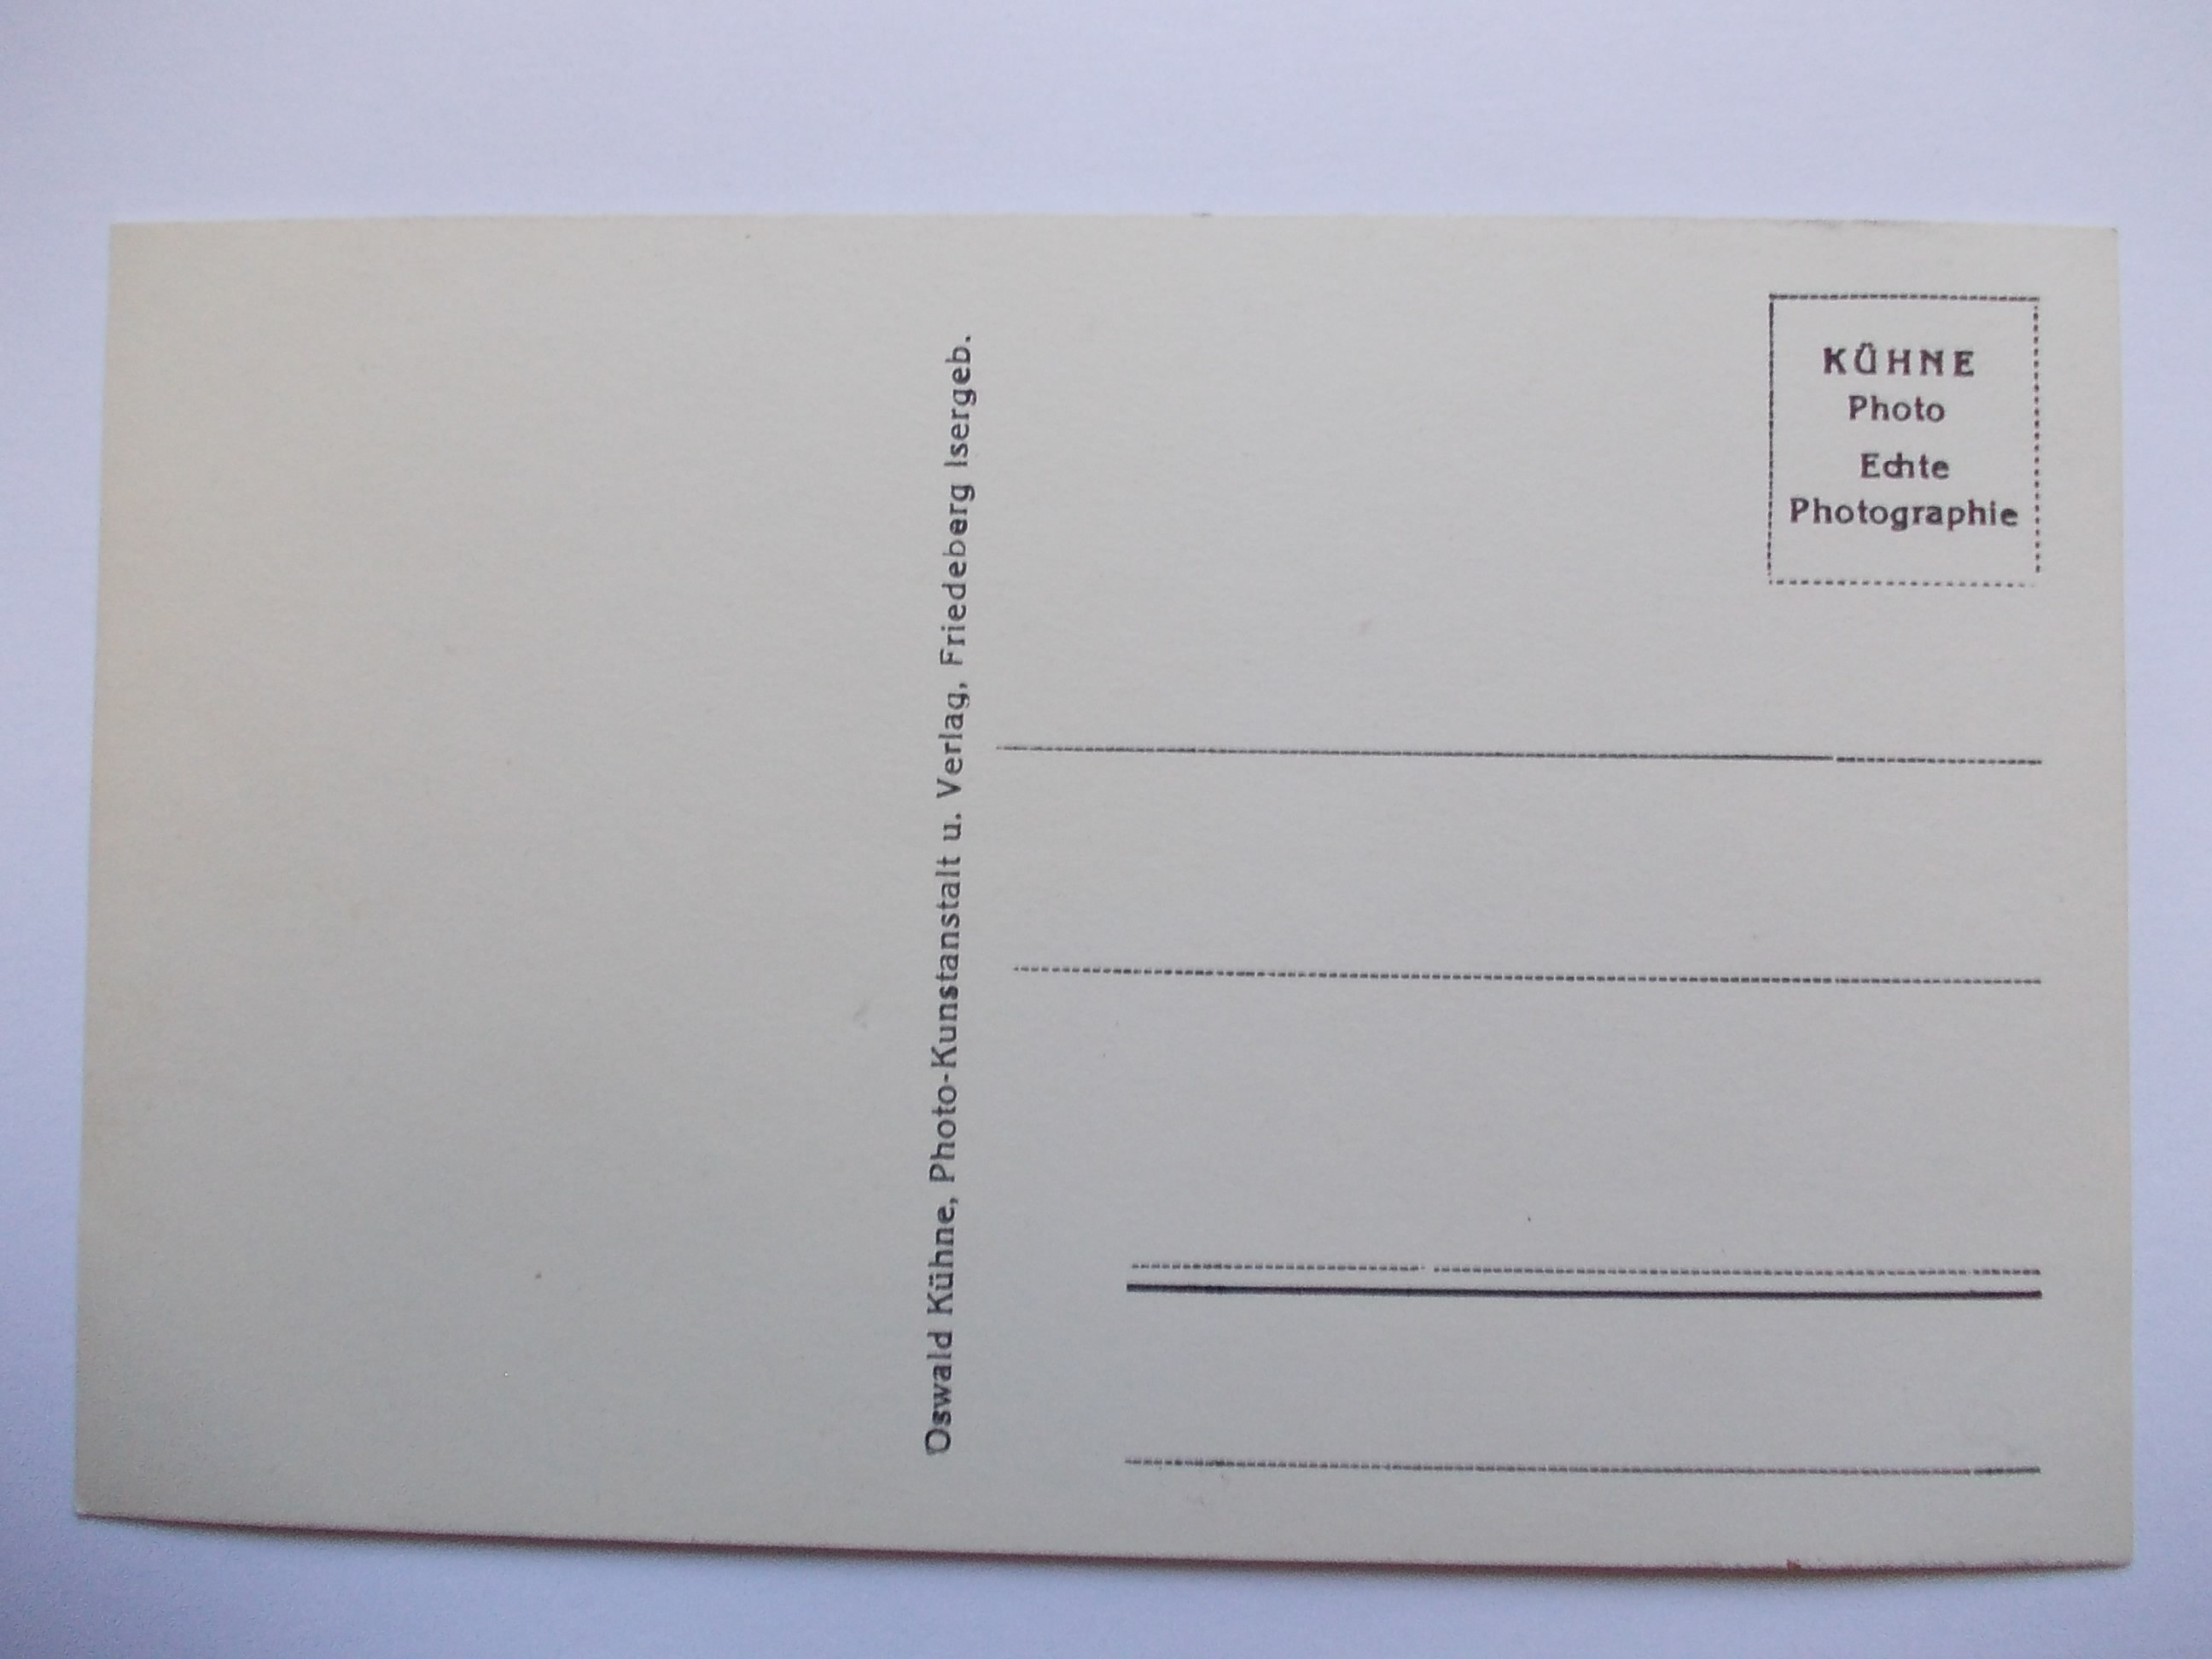 Oswald Kühne, Photo-Kunstanstalt u. Verlag, Friedeberg Isergeb.
KÜHNE
Photo
Echte
Photographie